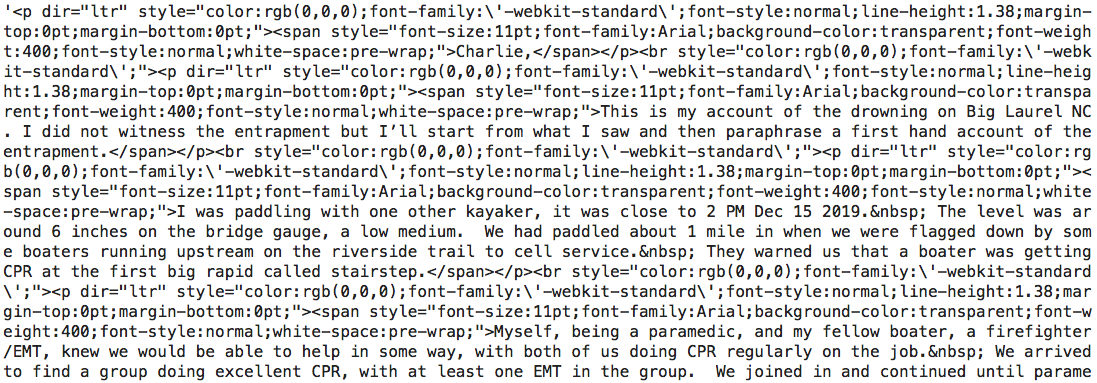 '<p dir="ltr" style="color:rgb(0,0,0);font-family:\'-webkit-standard\';font-style:normal;line-height:1.38;margin-
top:0pt;margin-bottom:0pt;"><span style="font-size:11pt;font-family:Arial;background-color:transparent;font-weigh
t:400;font-style:normal;white-space:pre-wrap;">Charlie,</span></p><br style="color:rgb(0,0,0);font-family:\'-webk
it-standard\';"><p dir="ltr" style="color:rgb(0,0,0);font-family:\'-webkit-standard\';font-style:normal;line-heig
ht:1.38;margin-top:0pt;margin-bottom:0pt;"><span style="font-size:11pt;font-family:Arial;background-color:transpa
rent;font-weight:400;font-style:normal;white-space:pre-wrap;">This is my account of the drowning on Big Laurel NC
. I did not witness the entrapment but I’ll start from what I saw and then paraphrase a first hand account of the
entrapment.</span></p><br style="color:rgb(0,0,0);font-family:\'-webkit-standard\';"><p dir="ltr" style="color:rg
b(0,0,0);font-family:\'-webkit-standard\';font-style:normal;line-height:1.38;margin-top:0pt;margin-bottom:0pt;"><
span style="font-size:11pt;font-family:Arial;background-color:transparent;font-weight:400;font-style:normal;white
-space:pre-wrap;">I was paddling with one other kayaker, it was close to 2 PM Dec 15 2019.&nbsp; The level was ar
ound 6 inches on the bridge gauge, a low medium.  We had paddled about 1 mile in when we were flagged down by som
e boaters running upstream on the riverside trail to cell service.&nbsp; They warned us that a boater was getting
CPR at the first big rapid called stairstep.</span></p><br style="color:rgb(0,0,0);font-family:\'-webkit-standard
\';"><p dir="ltr" style="color:rgb(0,0,0);font-family:\'-webkit-standard\';font-style:normal;line-height:1.38;mar
gin-top:0pt;margin-bottom:0pt;"><span style="font-size:11pt;font-family:Arial;background-color:transparent;font-w
eight:400;font-style:normal;white-space:pre-wrap;">Myself, being a paramedic, and my fellow boater, a firefighter
/EMT, knew we would be able to help in some way, with both of us doing CPR regularly on the job.&nbsp; We arrived
to find a group doing excellent CPR, with at least one EMT in the group.  We joined in and continued until parame